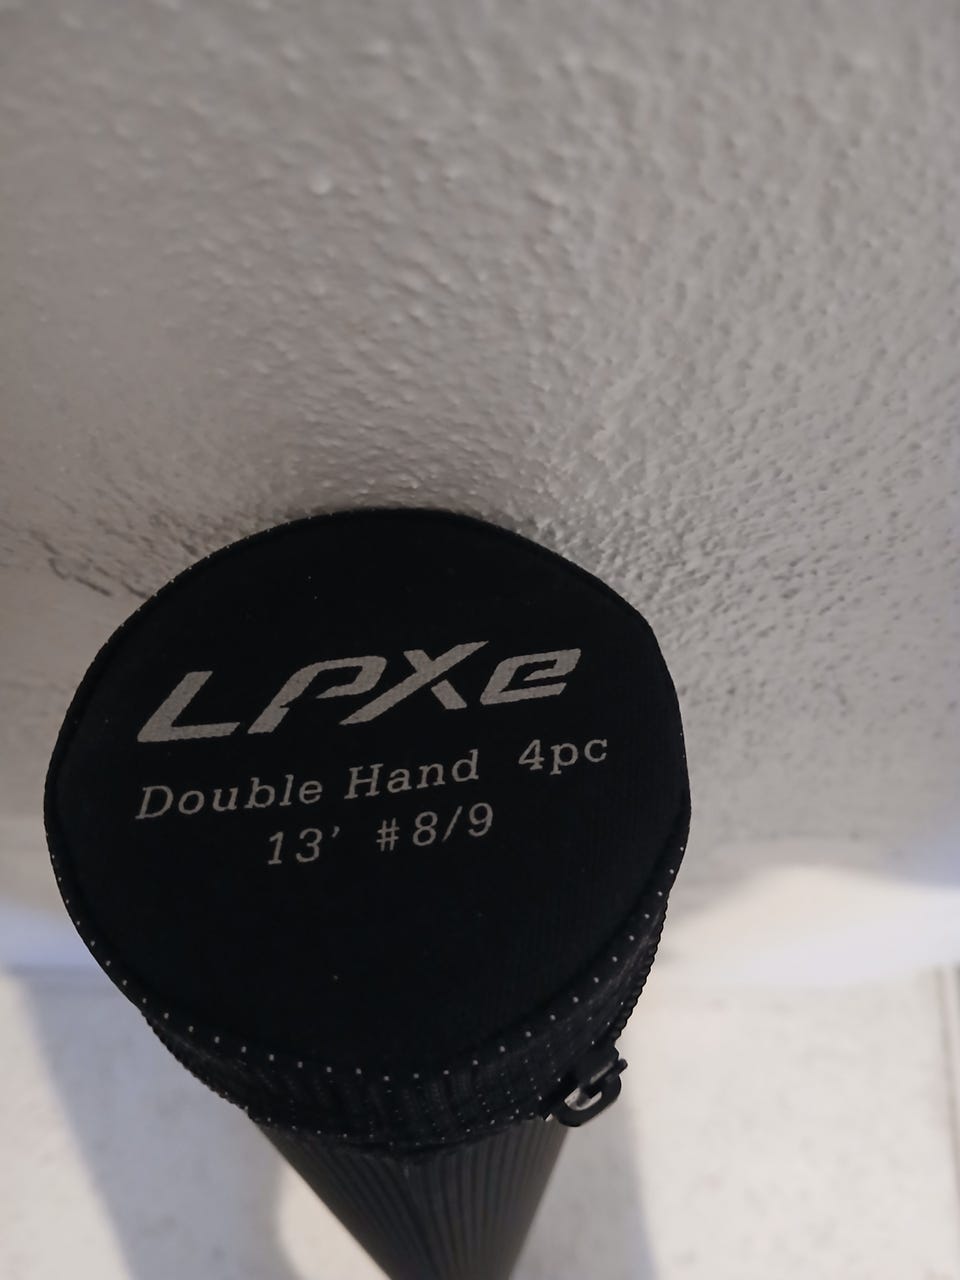 LPXe
Double Hand 4pc
13' #8/9